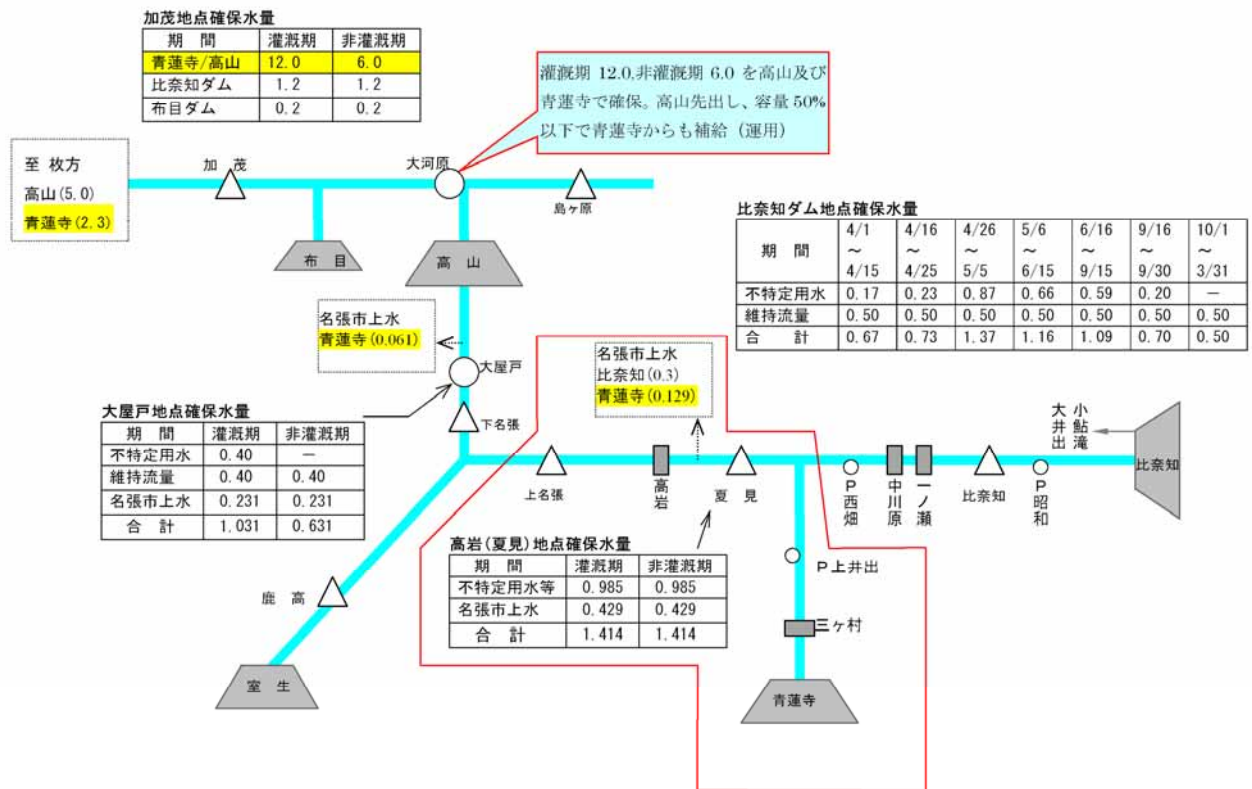 加茂地点確保水量
期 間 灌漑期 非灌漑期
青蓮寺/高山 12.0 6.0
比奈知ダム 1.2 1.2
布目ダム 0.2 0.2
灌漑期 12.0,非灌漑期 6.0 を高山及び
青蓮寺で確保。高山先出し、容量 50%
以下で青蓮寺からも補給（運用）
至 枚方
高山(5.0)
青蓮寺(2.3)
加 茂
大河原
島ヶ原
布 目
高 山
比奈知ダム地点確保水量
期 間 4/1～4/15 4/16～4/25 4/26～5/5 5/6～6/15 6/16～9/15 9/16～9/30 10/1～3/31
不特定用水 0.17 0.23 0.87 0.66 0.59 0.20 －
維持流量 0.50 0.50 0.50 0.50 0.50 0.50 0.50
合 計 0.67 0.73 1.37 1.16 1.09 0.70 0.50
名張市上水
青蓮寺(0.061)
大屋戸
下名張
名張市上水
比奈知(0.3)
青蓮寺(0.129)
大屋戸地点確保水量
期 間 灌漑期 非灌漑期
不特定用水 0.40 －
維持流量 0.40 0.40
名張市上水 0.231 0.231
合 計 1.031 0.631
上名張
高岩
夏 見
P西畑
中川原
一ノ瀬
比奈知
P昭和
小鮎滝
大井出
比奈知
高岩(夏見)地点確保水量
期 間 灌漑期 非灌漑期
不特定用水等 0.985 0.985
名張市上水 0.429 0.429
合 計 1.414 1.414
P上井出
三ヶ村
青蓮寺
鹿 高
室 生